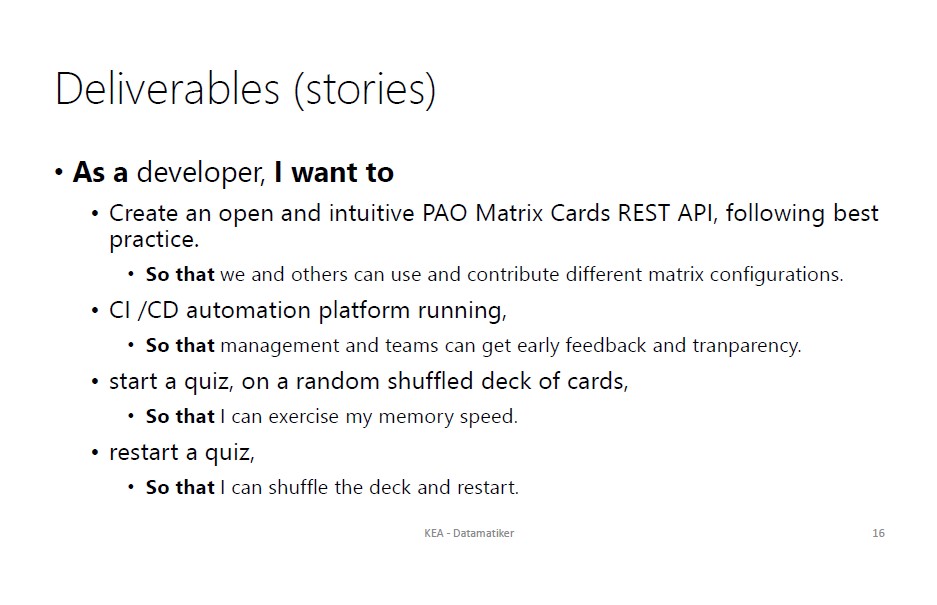 Deliverables (stories)
• As a developer, I want to
• Create an open and intuitive PAO Matrix Cards REST API, following best
practice.
• So that we and others can use and contribute different matrix configurations.
• CI /CD automation platform running,
• So that management and teams can get early feedback and tranparency.
• start a quiz, on a random shuffled deck of cards,
• So that I can exercise my memory speed.
• restart a quiz,
• So that I can shuffle the deck and restart.
KEA - Datamatiker
16